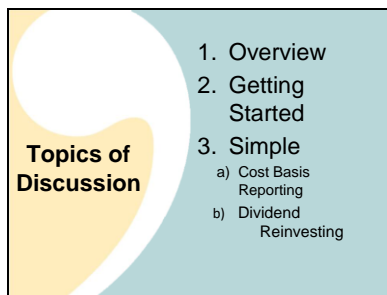 Topics of
Discussion
1. Overview
2. Getting
Started
3. Simple
a) Cost Basis
Reporting
b) Dividend
Reinvesting